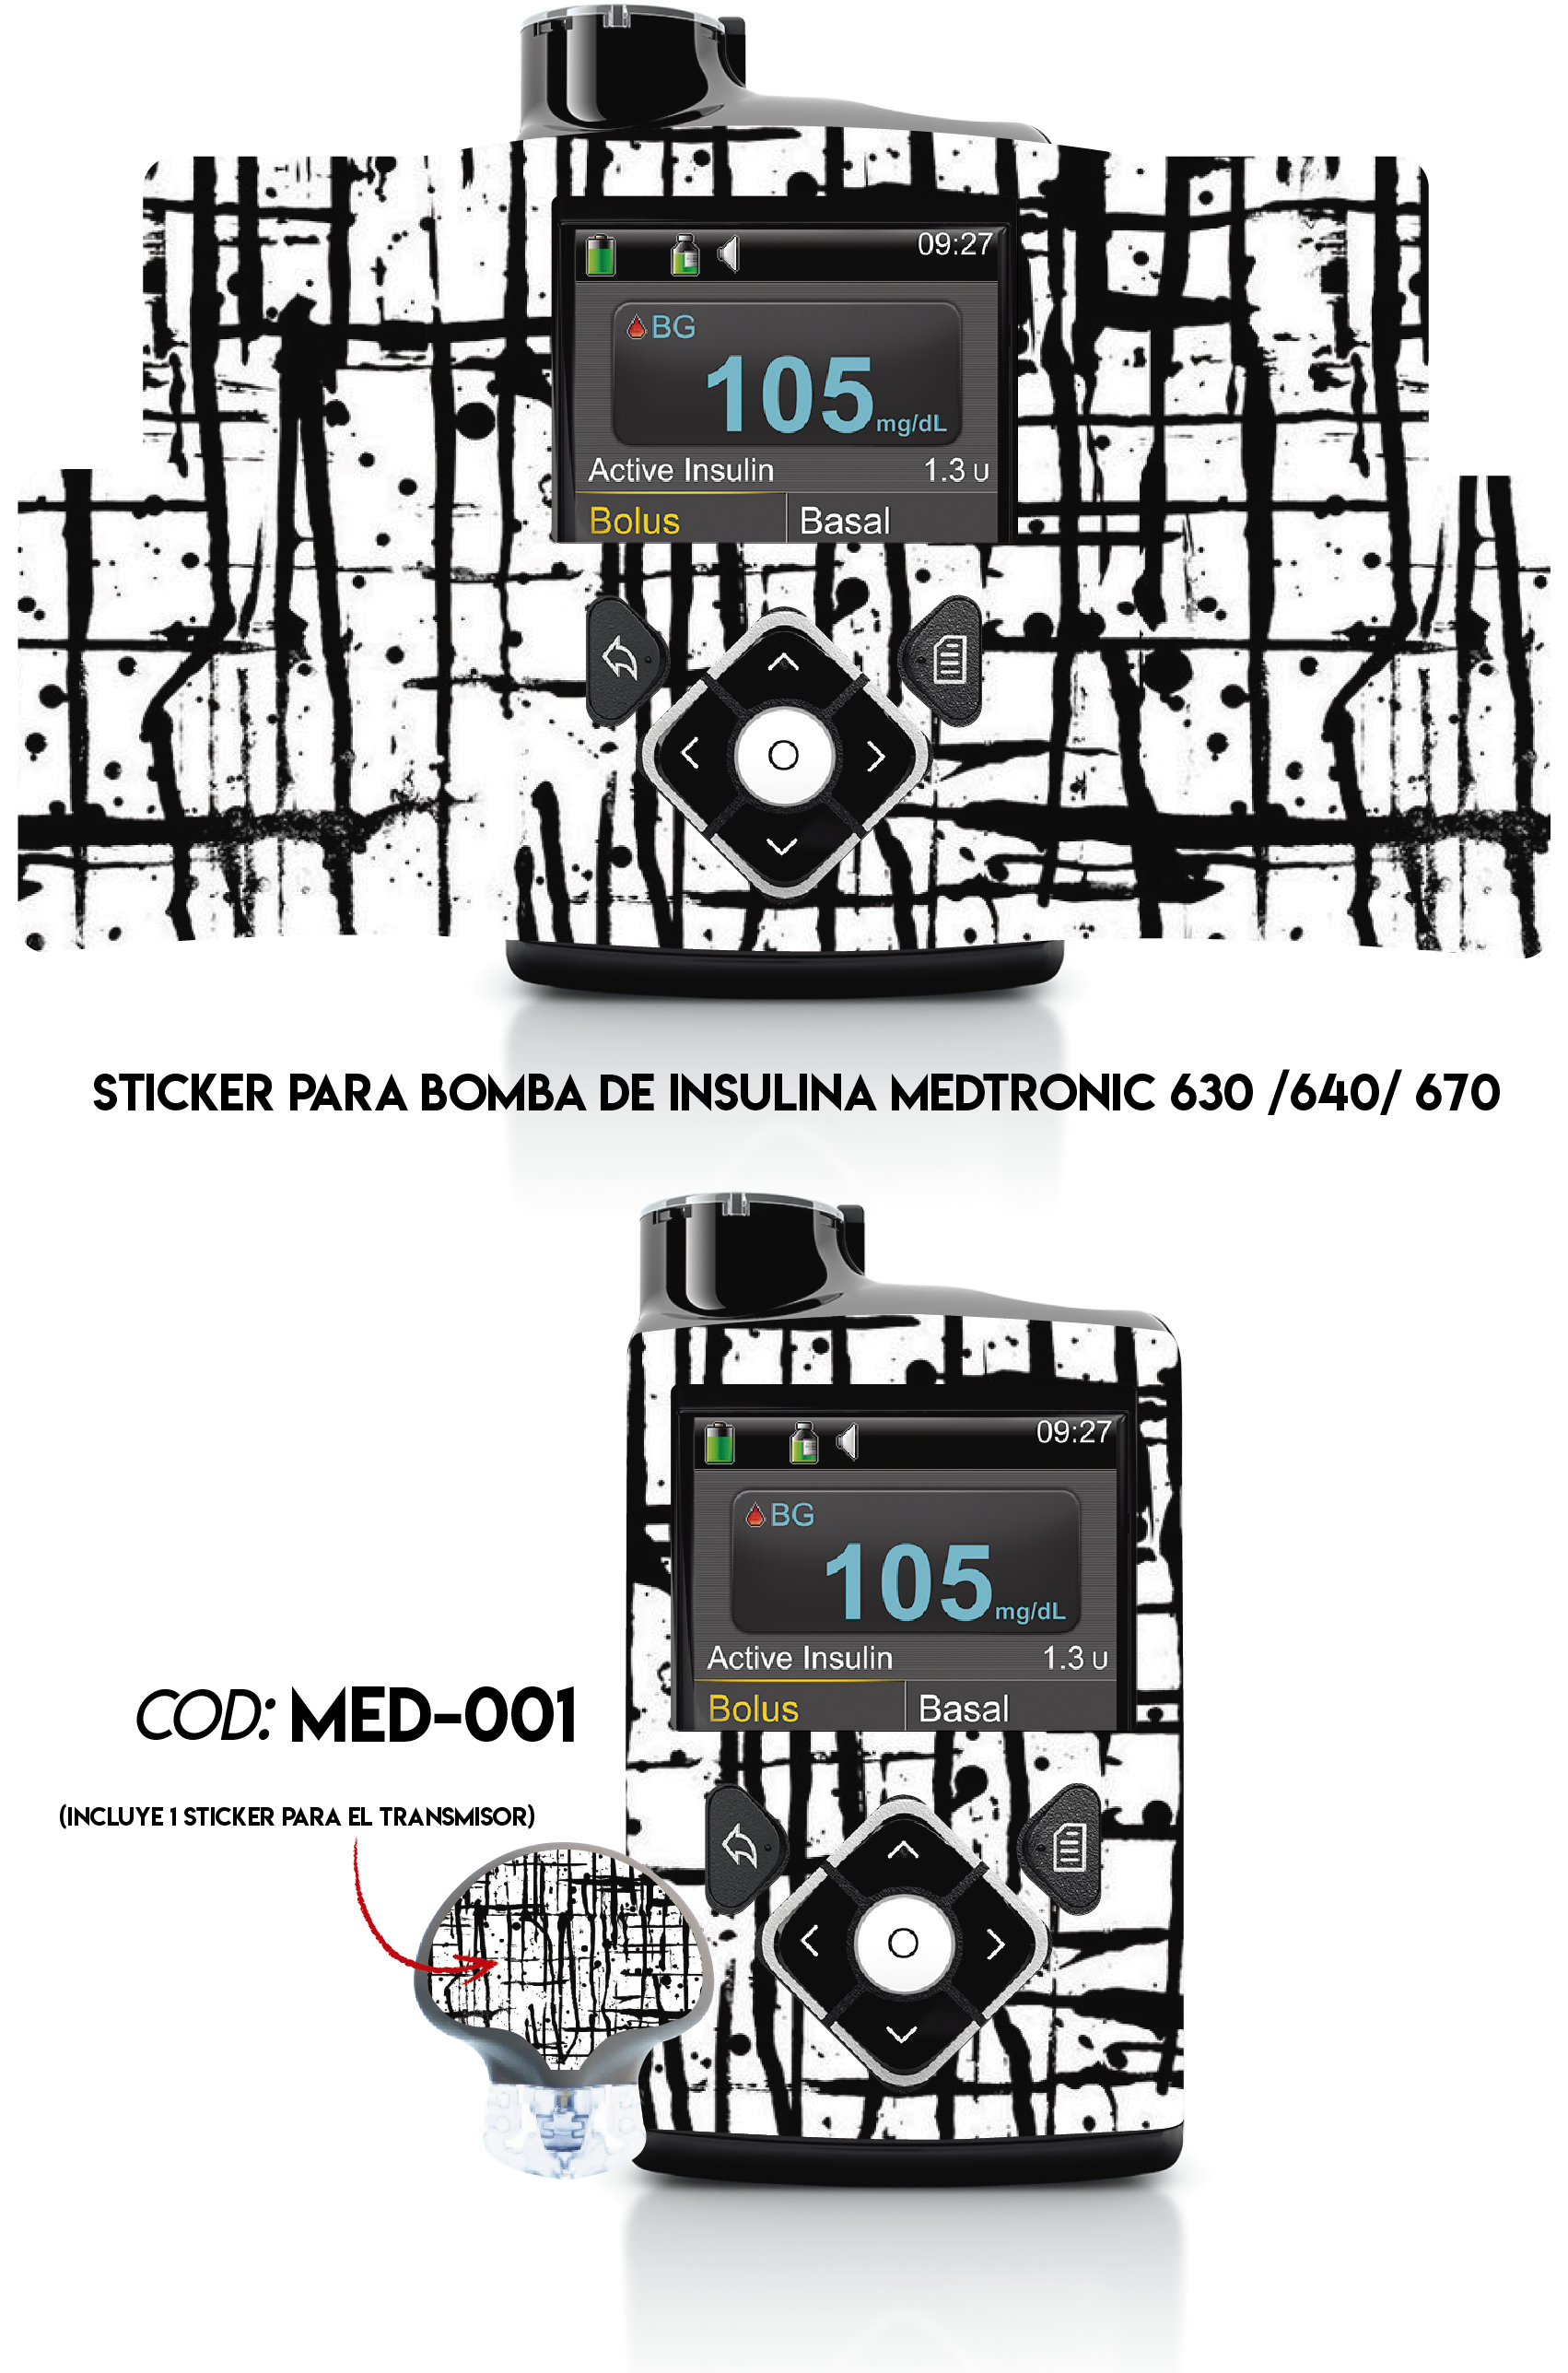 09:27
BG
105 mg/dL
Active Insulin 1.3 U
Bolus Basal
STICKER PARA BOMBA DE INSULINA MEDTRONIC 630 /640/ 670
09:27
BG
105 mg/dL
Active Insulin 1.3 U
Bolus Basal
COD: MED-001
(INCLUYE 1 STICKER PARA EL TRANSMISOR)